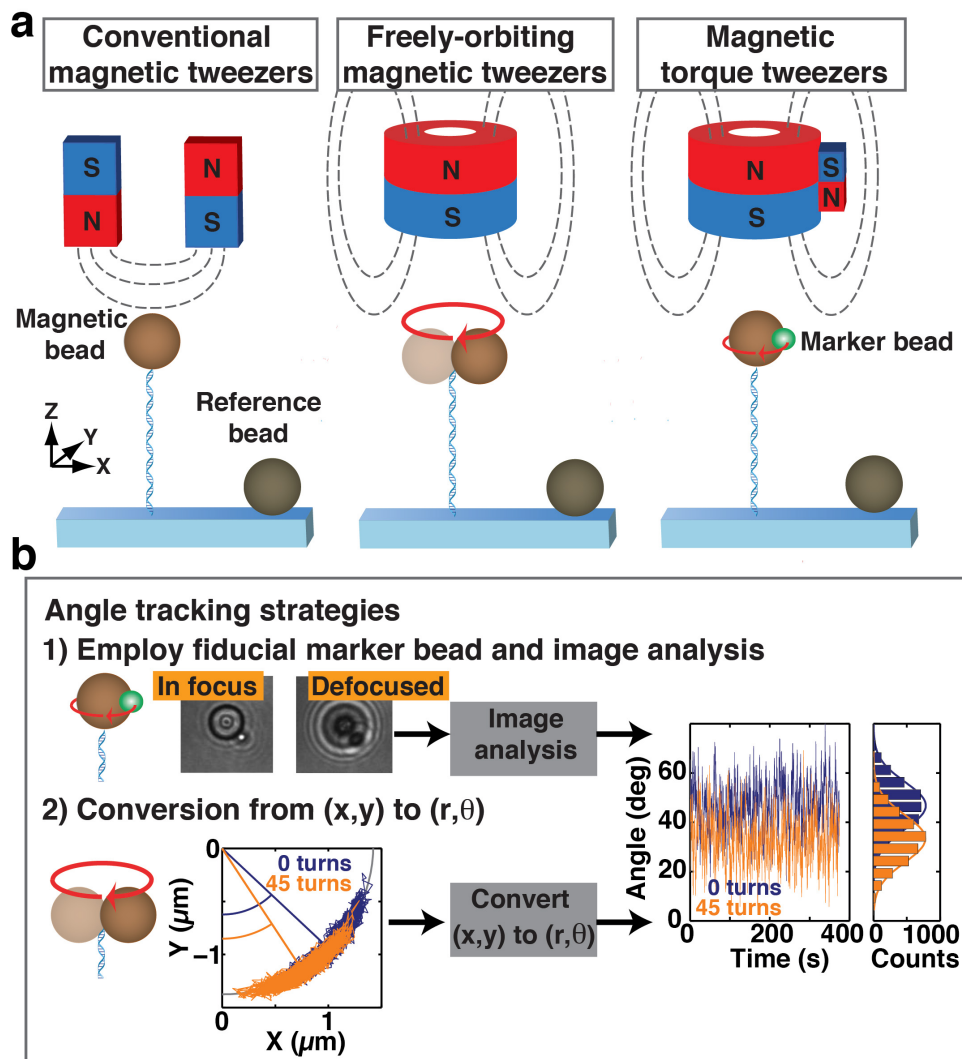 a
Conventional
magnetic tweezers
Freely-orbiting
magnetic tweezers
Magnetic
torque tweezers
S
N
N
S
N
S
N
S
S
N
Magnetic
bead
Marker bead
Reference
bead
Z
Y
X
b
Angle tracking strategies
1) Employ fiducial marker bead and image analysis
In focus
Defocused
Image
analysis
2) Conversion from (x,y) to (r,θ)
0
0 turns
45 turns
Y (μm)
−1
0
1
X (μm)
Convert
(x,y) to (r,θ)
Angle (deg)
60
40
20
0
0 turns
45 turns
0
200
400
Time (s)
0
1000
Counts